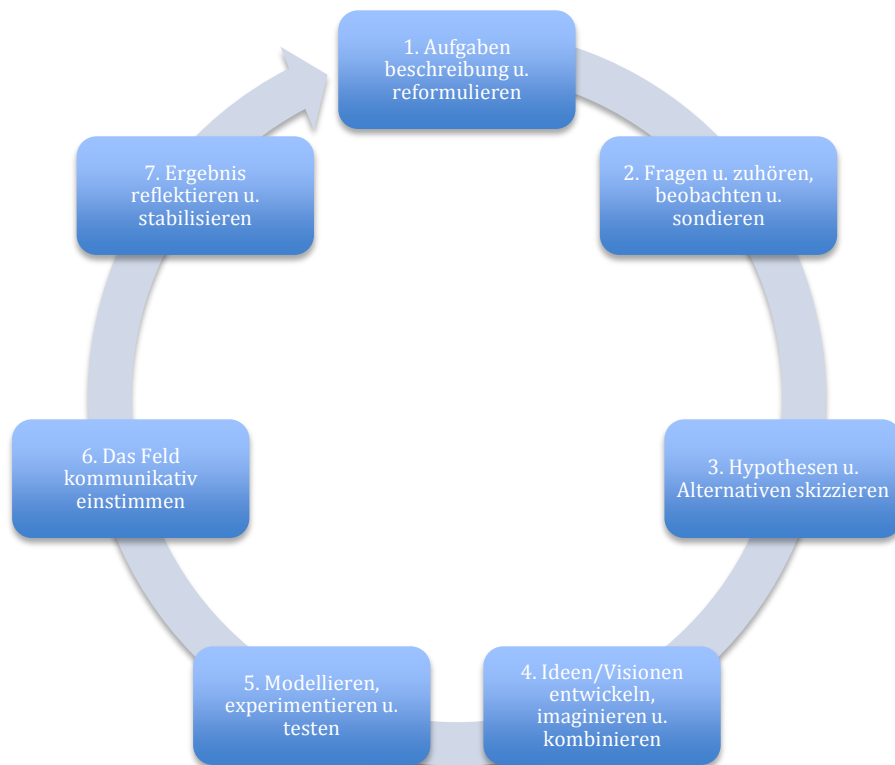 1. Aufgaben
beschreibung u.
reformulieren
2. Fragen u. zuhören,
beobachten u.
sondieren
3. Hypothesen u.
Alternativen skizzieren
4. Ideen/Visionen
entwickeln,
imaginieren u.
kombinieren
5. Modellieren,
experimentieren u.
testen
6. Das Feld
kommunikativ
einstimmen
7. Ergebnis
reflektieren u.
stabilisieren